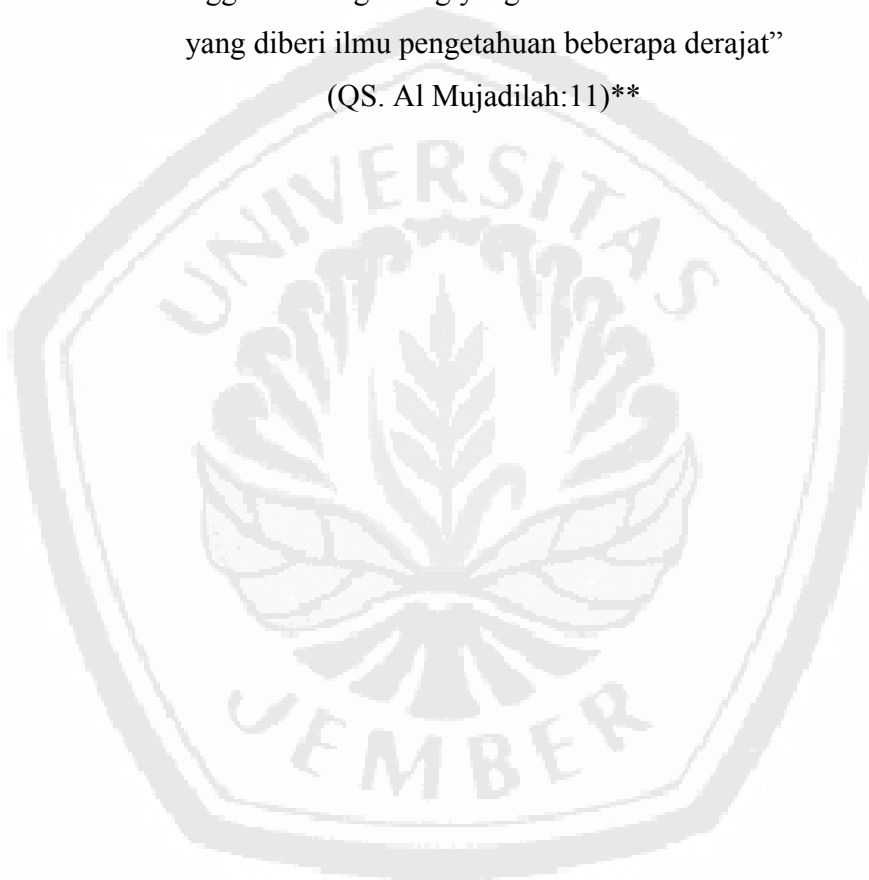 yang diberi ilmu pengetahuan beberapa derajat”
(QS. Al Mujadilah:11)**
UNIVERSITAS
JEMBER